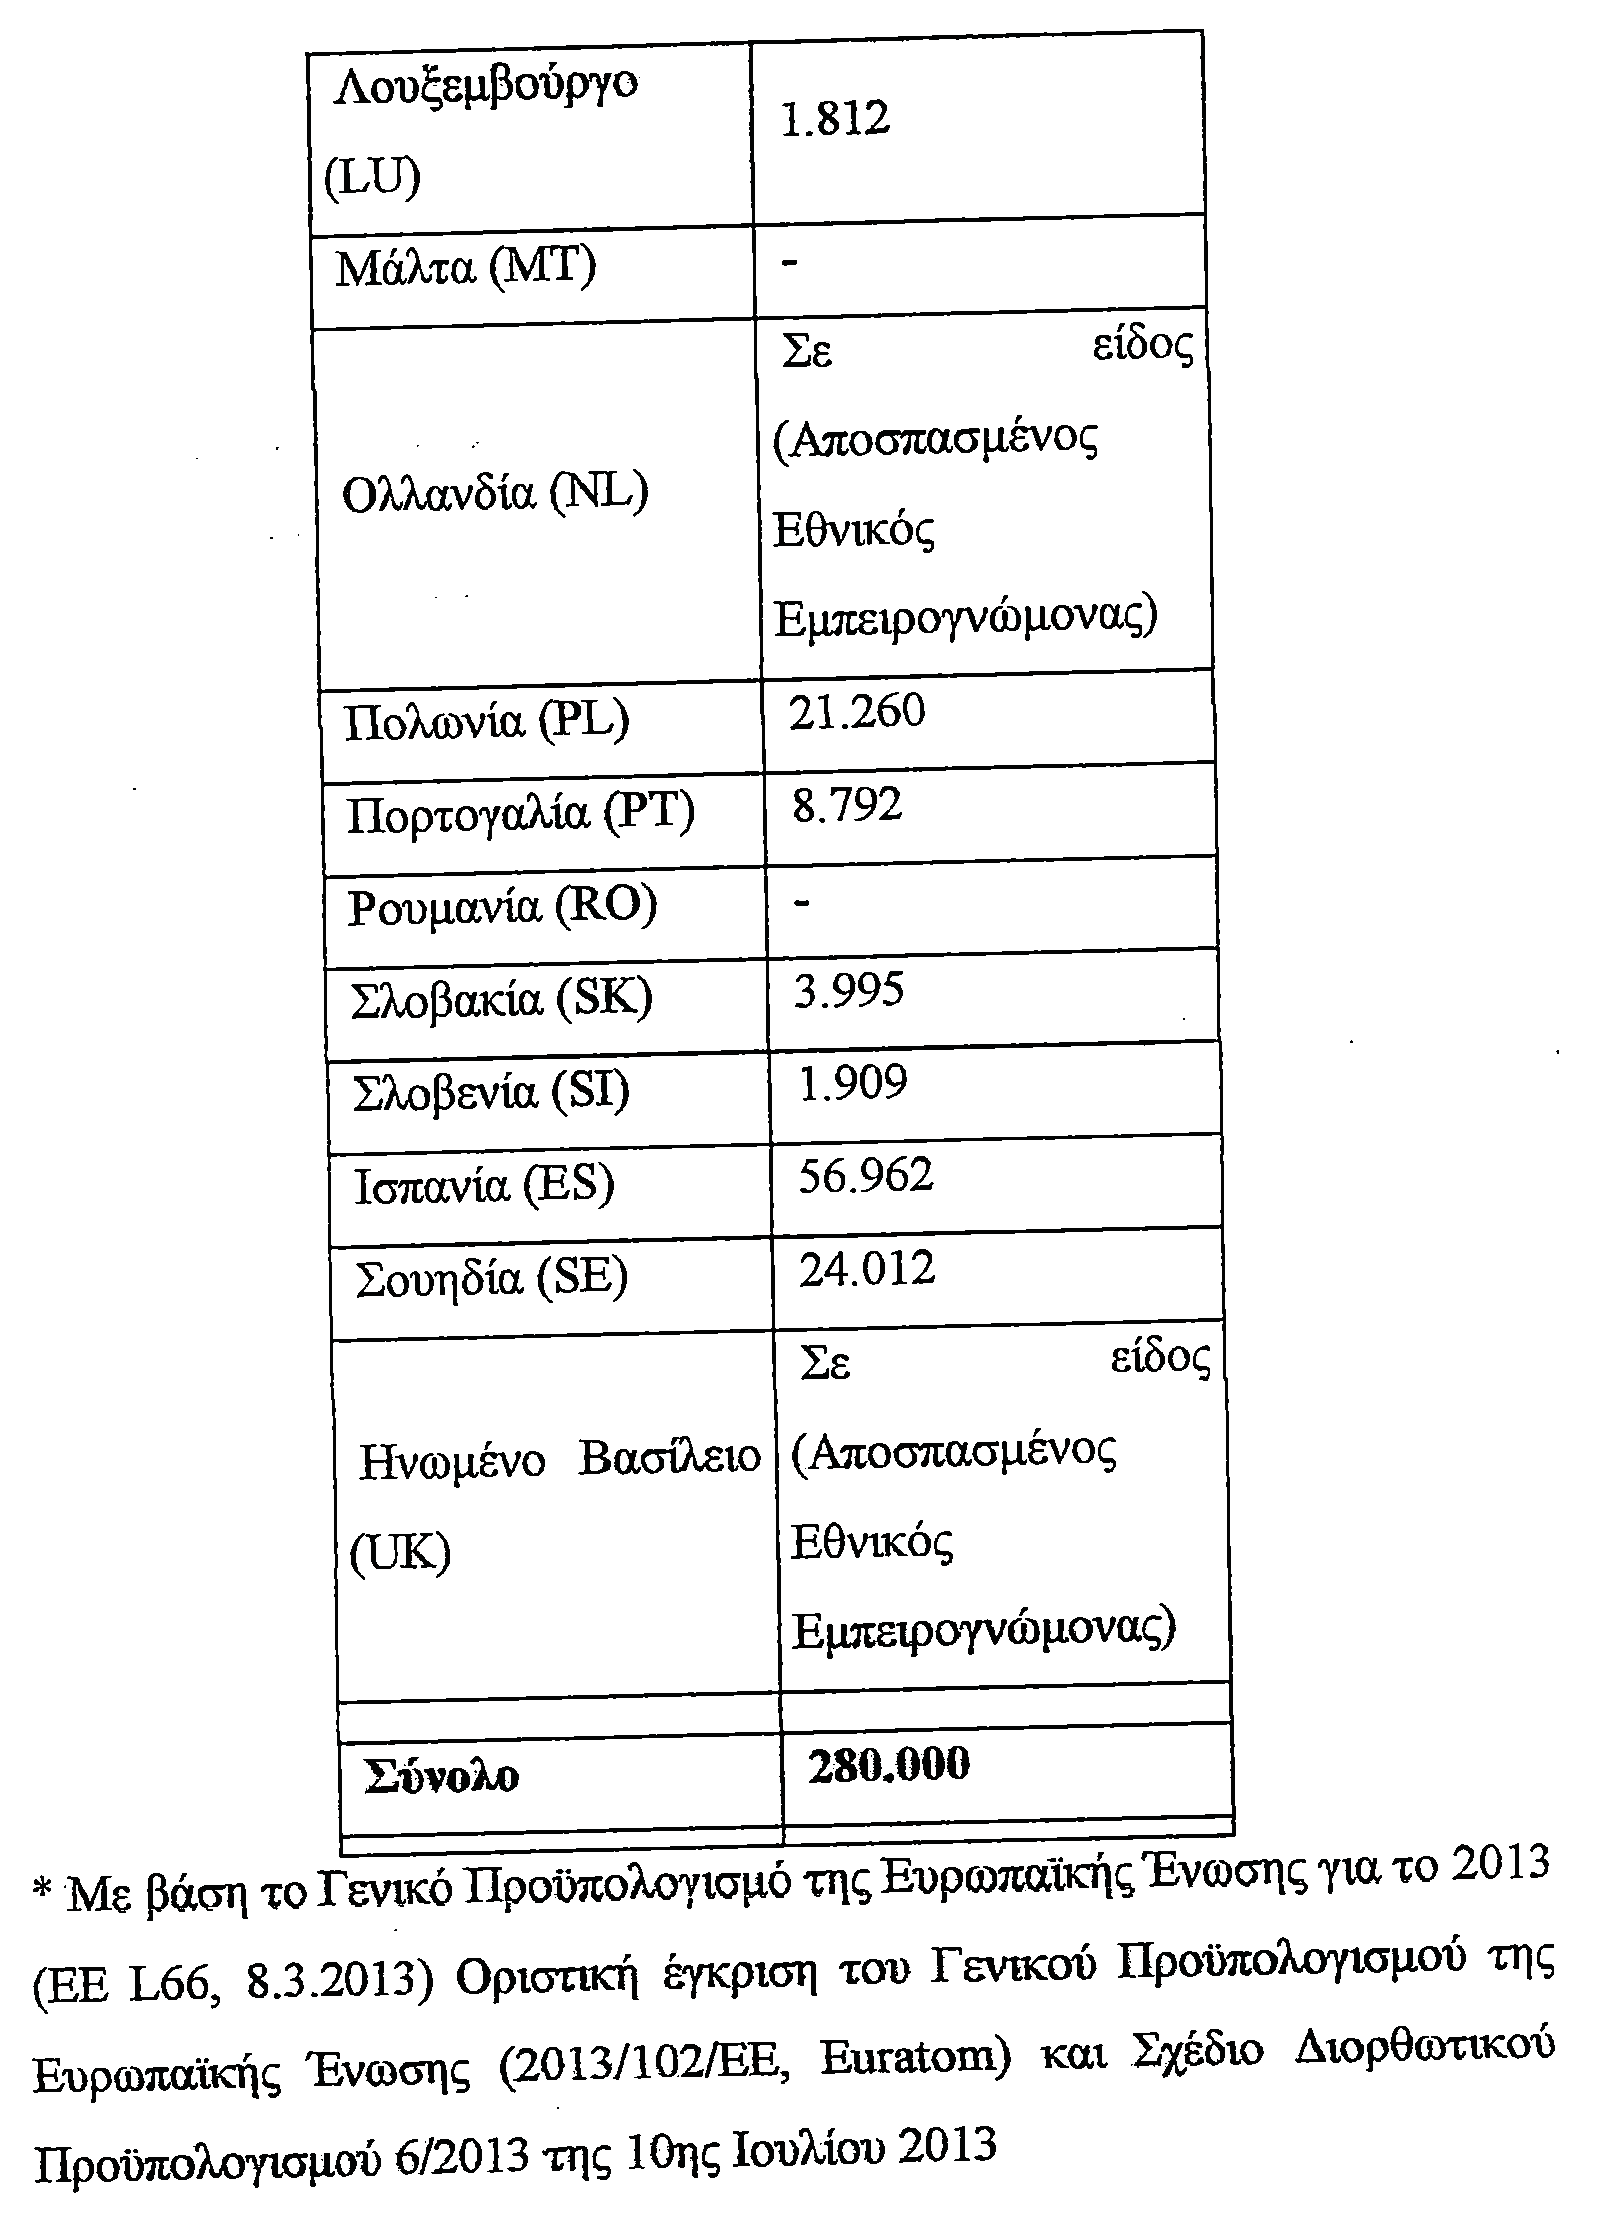 Λουξεμβούργο
(LU)
1.812
Μάλτα (MT)
-
Ολλανδία (NL)
Σε είδος
(Αποσπασμένος
Εθνικός
Εμπειρογνώμονας)
Πολωνία (PL)
21.260
Πορτογαλία (PT)
8.792
Ρουμανία (RO)
-
Σλοβακία (SK)
3.995
Σλοβενία (SI)
1.909
Ισπανία (ES)
56.962
Σουηδία (SE)
24.012
Ηνωμένο Βασίλειο
(UK)
Σε είδος
(Αποσπασμένος
Εθνικός
Εμπειρογνώμονας)
Σύνολο
280.000
* Με βάση το Γενικό Προϋπολογισμό της Ευρωπαϊκής Ένωσης για το 2013
(ΕΕ L66, 8.3.2013) Οριστική έγκριση του Γενικού Προϋπολογισμού της
Ευρωπαϊκής Ένωσης (2013/102/ΕΕ, Euratom) και Σχέδιο Διορθωτικού
Προϋπολογισμού 6/2013 της 10ης Ιουλίου 2013